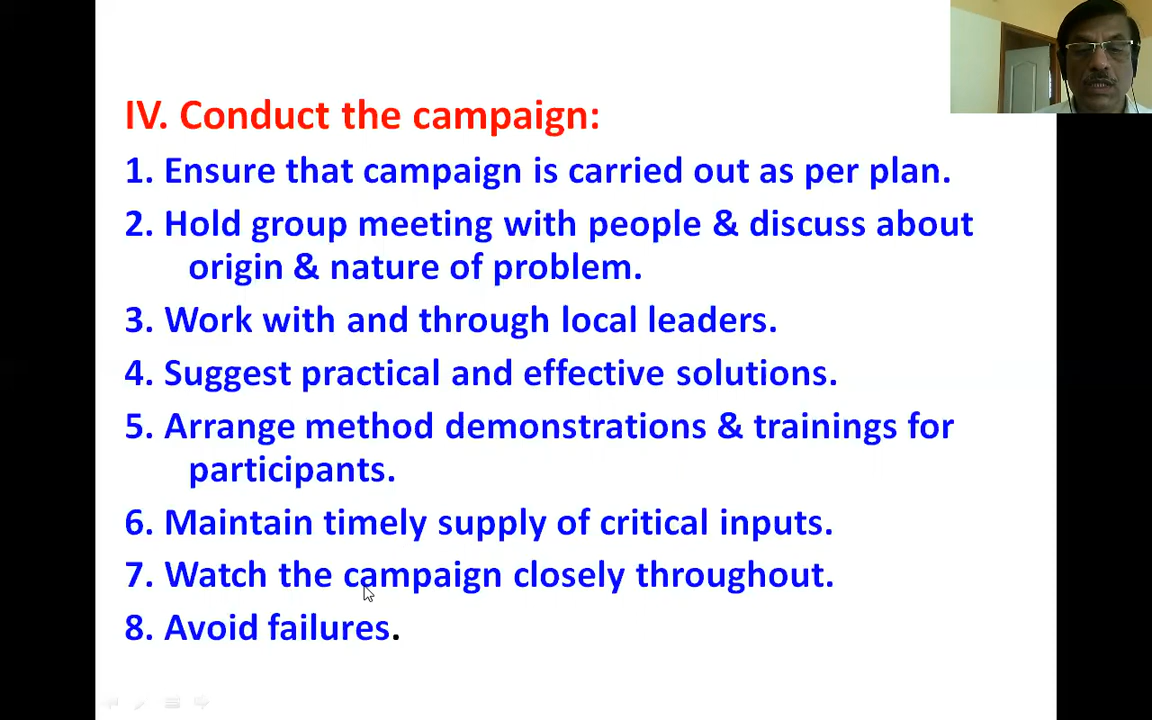 IV. Conduct the campaign:
1. Ensure that campaign is carried out as per plan.
2. Hold group meeting with people & discuss about
origin & nature of problem.
3. Work with and through local leaders.
4. Suggest practical and effective solutions.
5. Arrange method demonstrations & trainings for
participants.
6. Maintain timely supply of critical inputs.
7. Watch the campaign closely throughout.
8. Avoid failures.